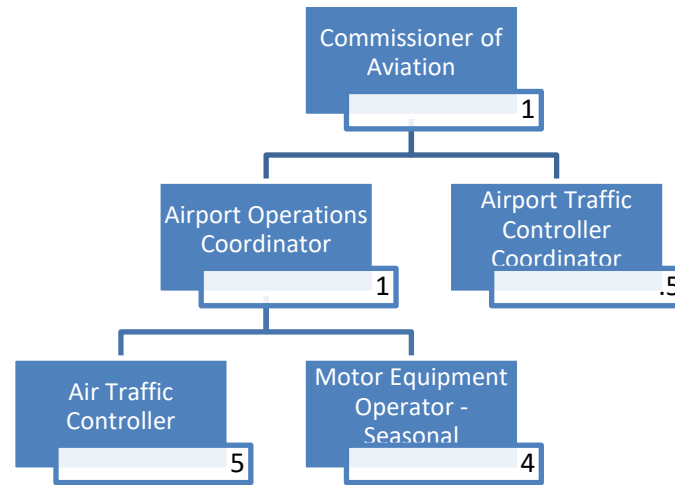 Commissioner of
Aviation
1
Airport Operations
Coordinator
1
Airport Traffic
Controller
Coordinator
.5
Air Traffic
Controller
5
Motor Equipment
Operator -
Seasonal
4